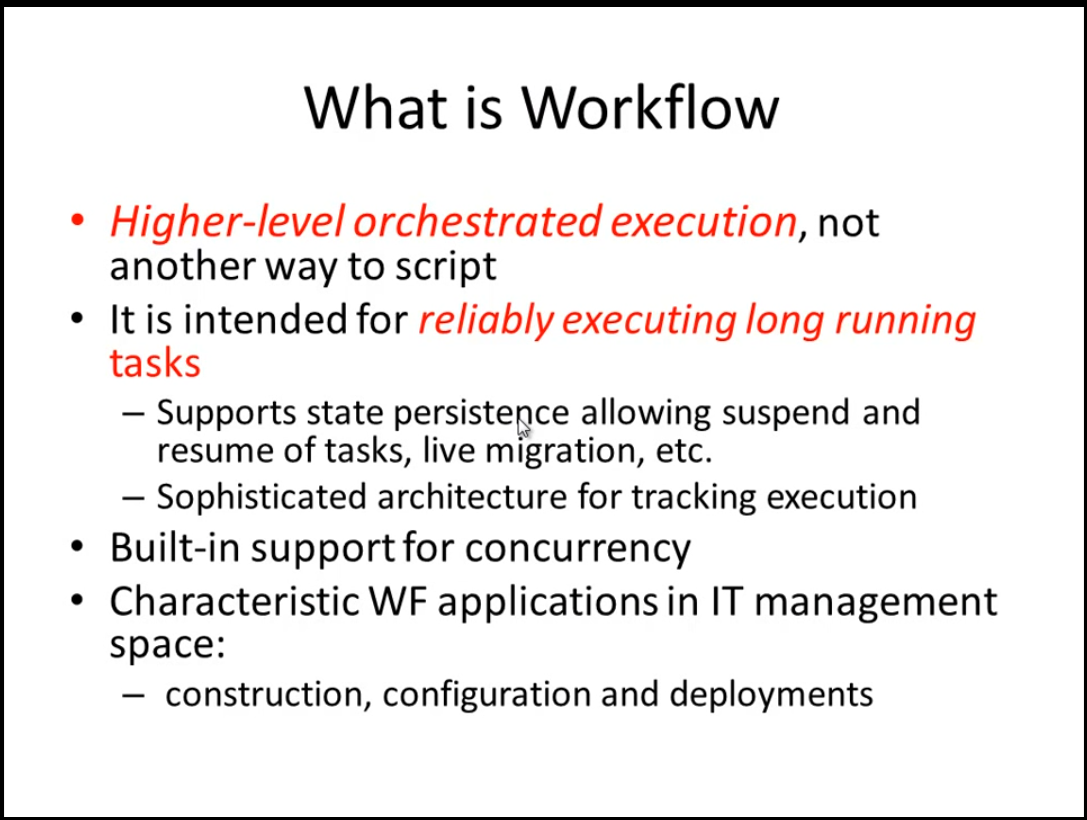 What is Workflow
• Higher-level orchestrated execution, not
another way to script
• It is intended for reliably executing long running
tasks
– Supports state persistence allowing suspend and
resume of tasks, live migration, etc.
– Sophisticated architecture for tracking execution
• Built-in support for concurrency
• Characteristic WF applications in IT management
space:
– construction, configuration and deployments